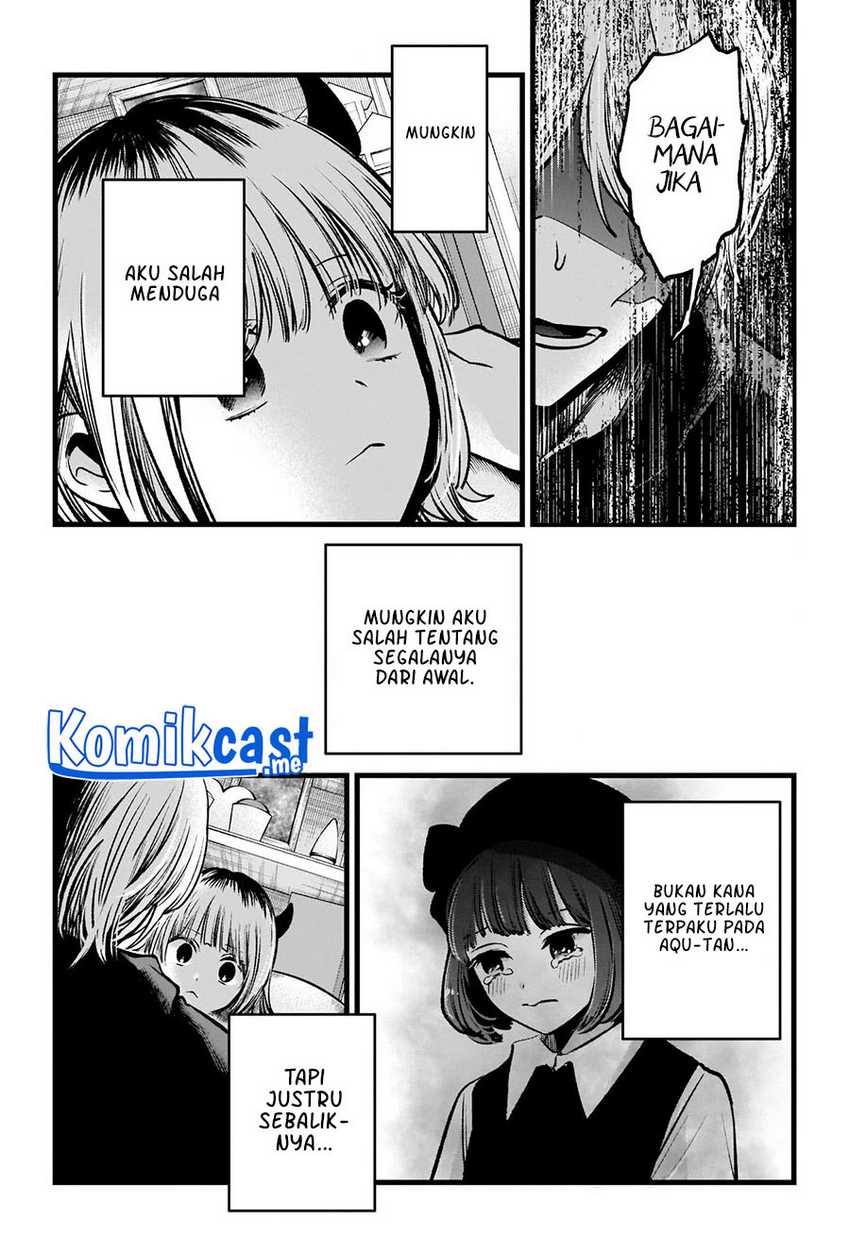 BAGAI-
MANA
JIKA
MUNGKIN
AKU SALAH
MENDUGA
MUNGKIN AKU
SALAH TENTANG
SEGALANYA
DARI AWAL.
Komikcast
.me
BUKAN KANA
YANG TERLALU
TERPAKU PADA
AQU-TAN...
TAPI
JUSTRU
SEBALIK-
NYA...